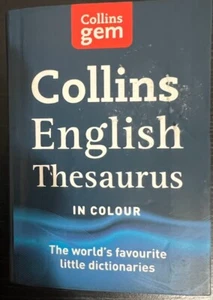 Collins
gem
Collins
English
Thesaurus
IN COLOUR
The world's favourite
little dictionaries